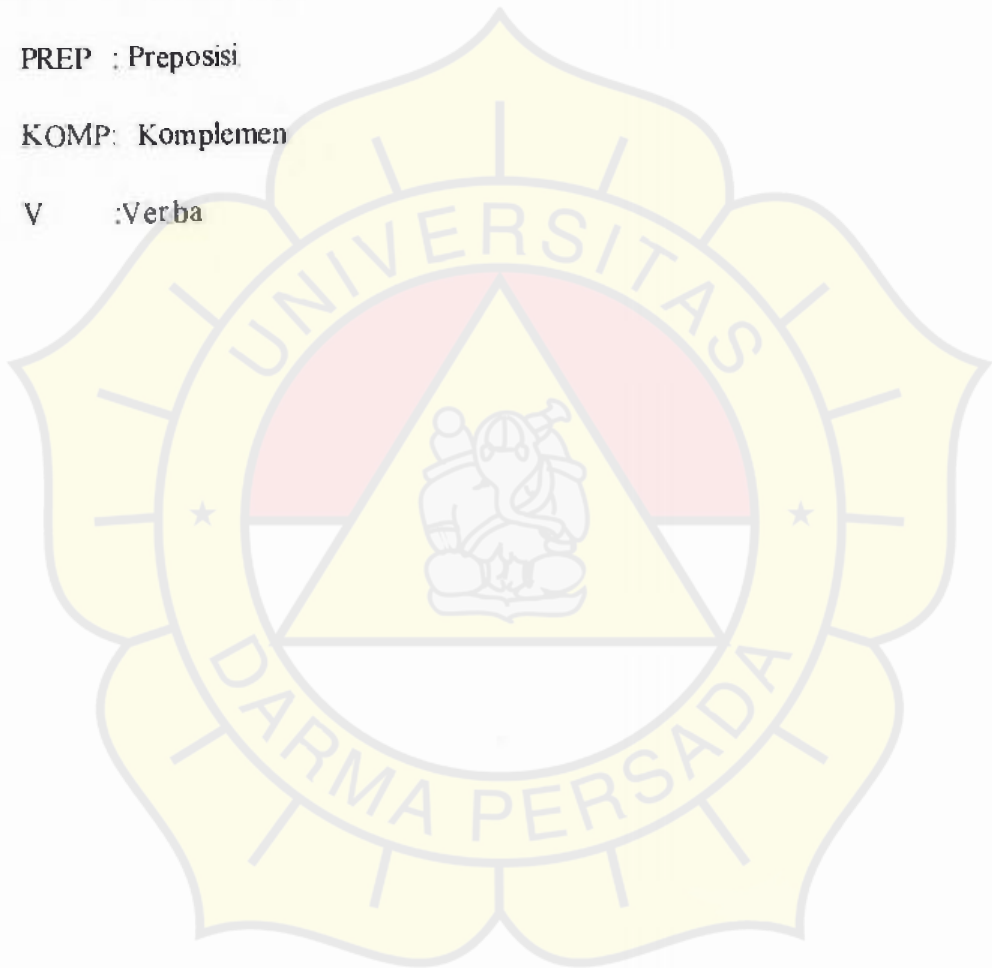 PREP : Preposisi
KOMP: Komplemen
V :Verba
UNIVERSITAS
DARMA PERSADA